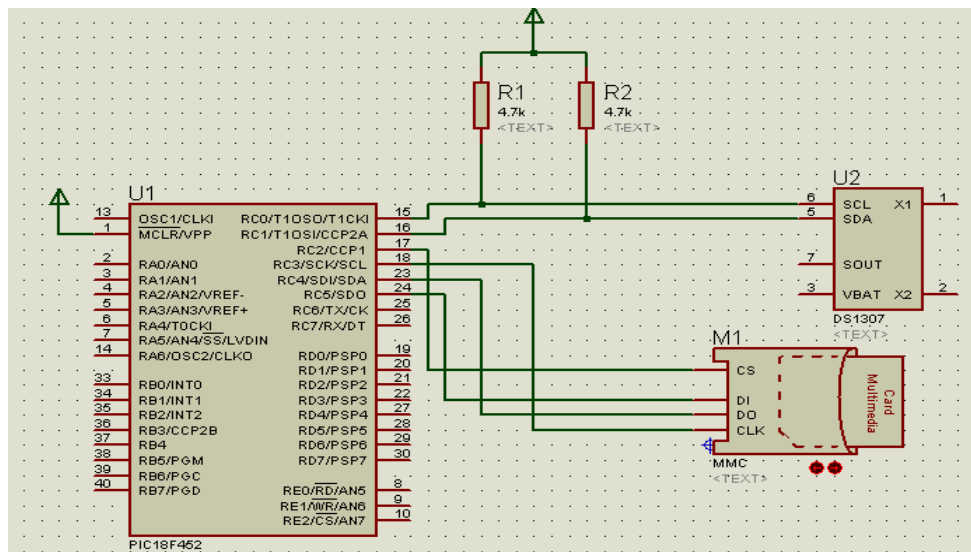 R1
4.7k
<TEXT>
R2
4.7k
<TEXT>
U1
13 OSC1/CLKI
1 MCLR/VPP
2 RA0/AN0
3 RA1/AN1
4 RA2/AN2/VREF-
5 RA3/AN3/VREF+
6 RA4/T0CKI
7 RA5/AN4/SS/LVDIN
14 RA6/OSC2/CLKO
33 RB0/INT0
34 RB1/INT1
35 RB2/INT2
36 RB3/CCP2B
37 RB4
38 RB5/PGM
39 RB6/PGC
40 RB7/PGD
RC0/T1OSO/T1CKI 15
RC1/T1OSI/CCP2A 16
RC2/CCP1 17
RC3/SCK/SCL 18
RC4/SDI/SDA 23
RC5/SDO 24
RC6/TX/CK 25
RC7/RX/DT 26
RD0/PSP0 19
RD1/PSP1 20
RD2/PSP2 21
RD3/PSP3 22
RD4/PSP4 27
RD5/PSP5 28
RD6/PSP6 29
RD7/PSP7 30
RE0/RD/AN5 8
RE1/WR/AN6 9
RE2/CS/AN7 10
PIC18F452
U2
6 SCL X1 1
5 SDA
7 SOUT
3 VBAT X2 2
DS1307
<TEXT>
M1
CS
DI
DO
CLK
Card
Multimedia
MMC
<TEXT>